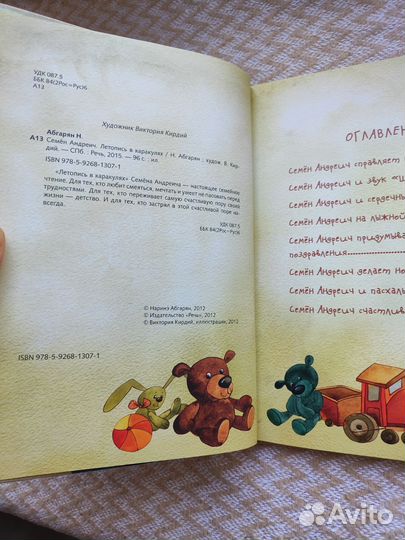 УДК 087.5
ББК 84(2Рос=Рус)6
А13
Художник Виктория Кирдий
Абгарян Н.
А13 Семён Андреич. Летопись в каракулях / Н. Абгарян ; худож. В. Кир-
дий, — СПб. : Речь, 2015. — 96 с. : ил.
ISBN 978-5-9268-1307-1
«Летопись в каракулях» Семёна Андреича — настоящее семейное
чтение. Для тех, кто любит смеяться, мечтать и умеет не пасовать перед
трудностями. Для тех, кто переживает самую счастливую пору своей
жизни — детство. И для тех, кто застрял в этой счастливой поре на-
всегда.
УДК 087.5
ББК 84(2Рос=Рус)6
© Наринэ Абгарян, 2012
© Издательство «Речь», 2012
© Виктория Кирдий, иллюстрации, 2012
ISBN 978-5-9268-1307-1
ОГЛАВЛЕН
Семён Андреич справляет
Семён Андреич и звук «Щ
Семён Андреич и сердечны
Семён Андреич на лыжной
Семён Андреич придумыва
поздравления
Семён Андреич делает но
Семён Андреич и пасхаль
Семён Андреич счастлив
Avito